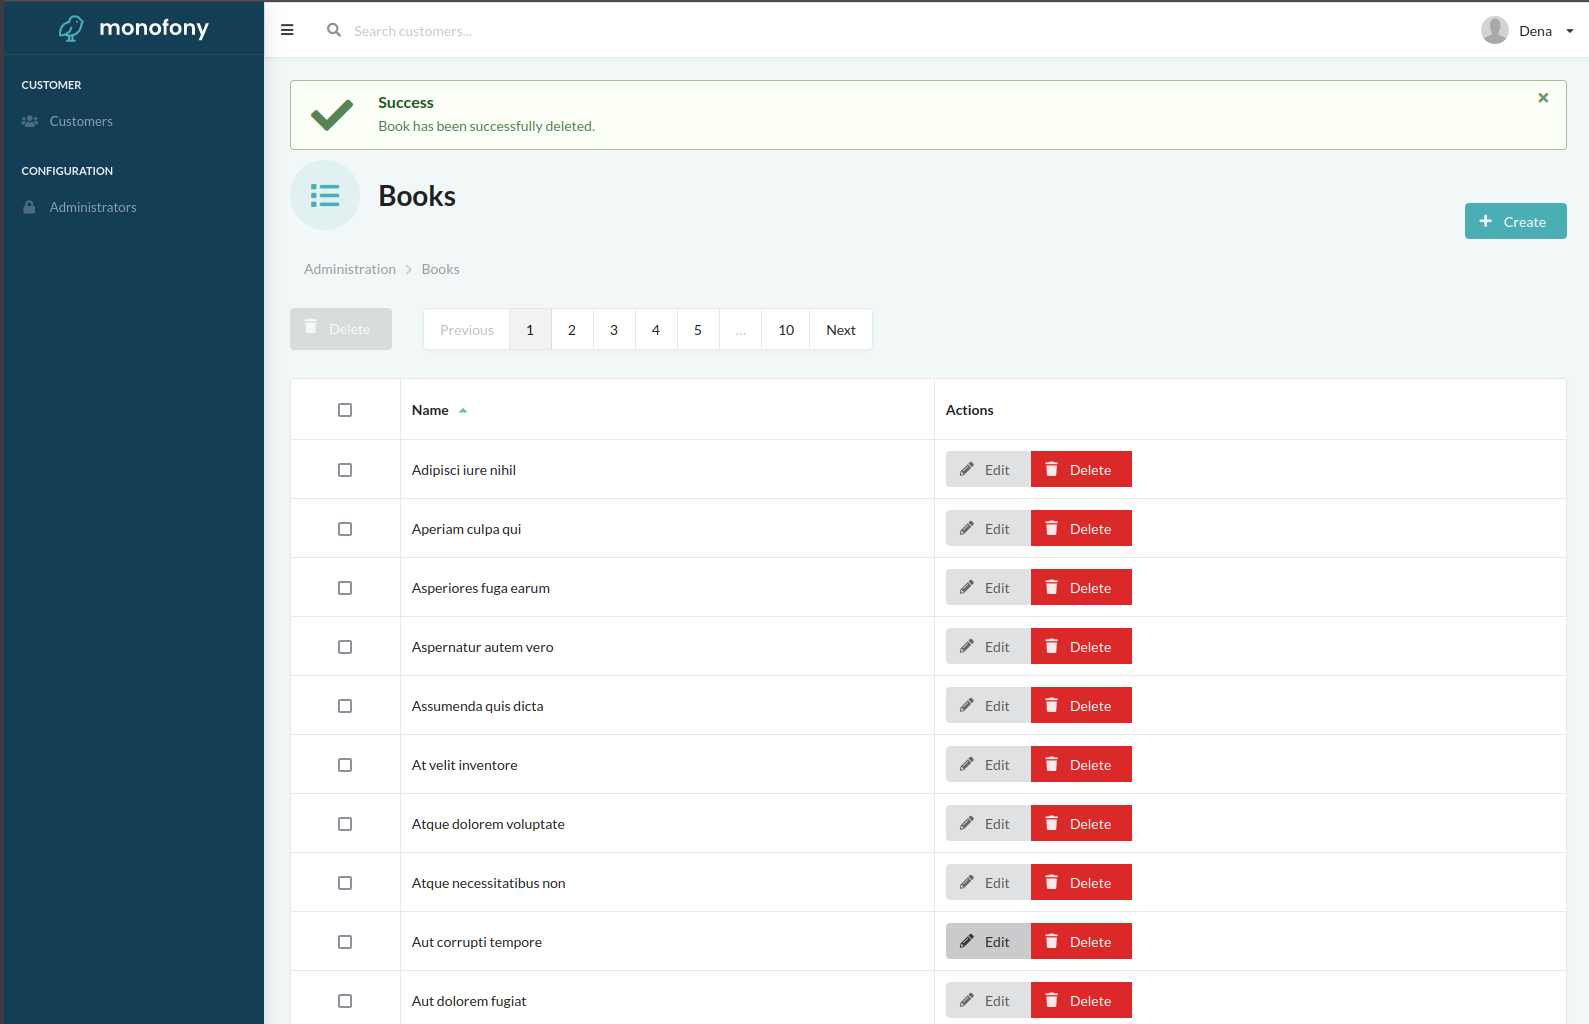 monofony
Search customers...
Dena
CUSTOMER
Customers
CONFIGURATION
Administrators
Success
Book has been successfully deleted.
Books
Create
Administration Books
Delete
Previous 1 2 3 4 5 ... 10 Next
Name Actions
Adipisci iure nihil Edit Delete
Aperiam culpa qui Edit Delete
Asperiores fuga earum Edit Delete
Aspernatur autem vero Edit Delete
Assumenda quis dicta Edit Delete
At velit inventore Edit Delete
Atque dolorem voluptate Edit Delete
Atque necessitatibus non Edit Delete
Aut corrupti tempore Edit Delete
Aut dolorem fugiat Edit Delete